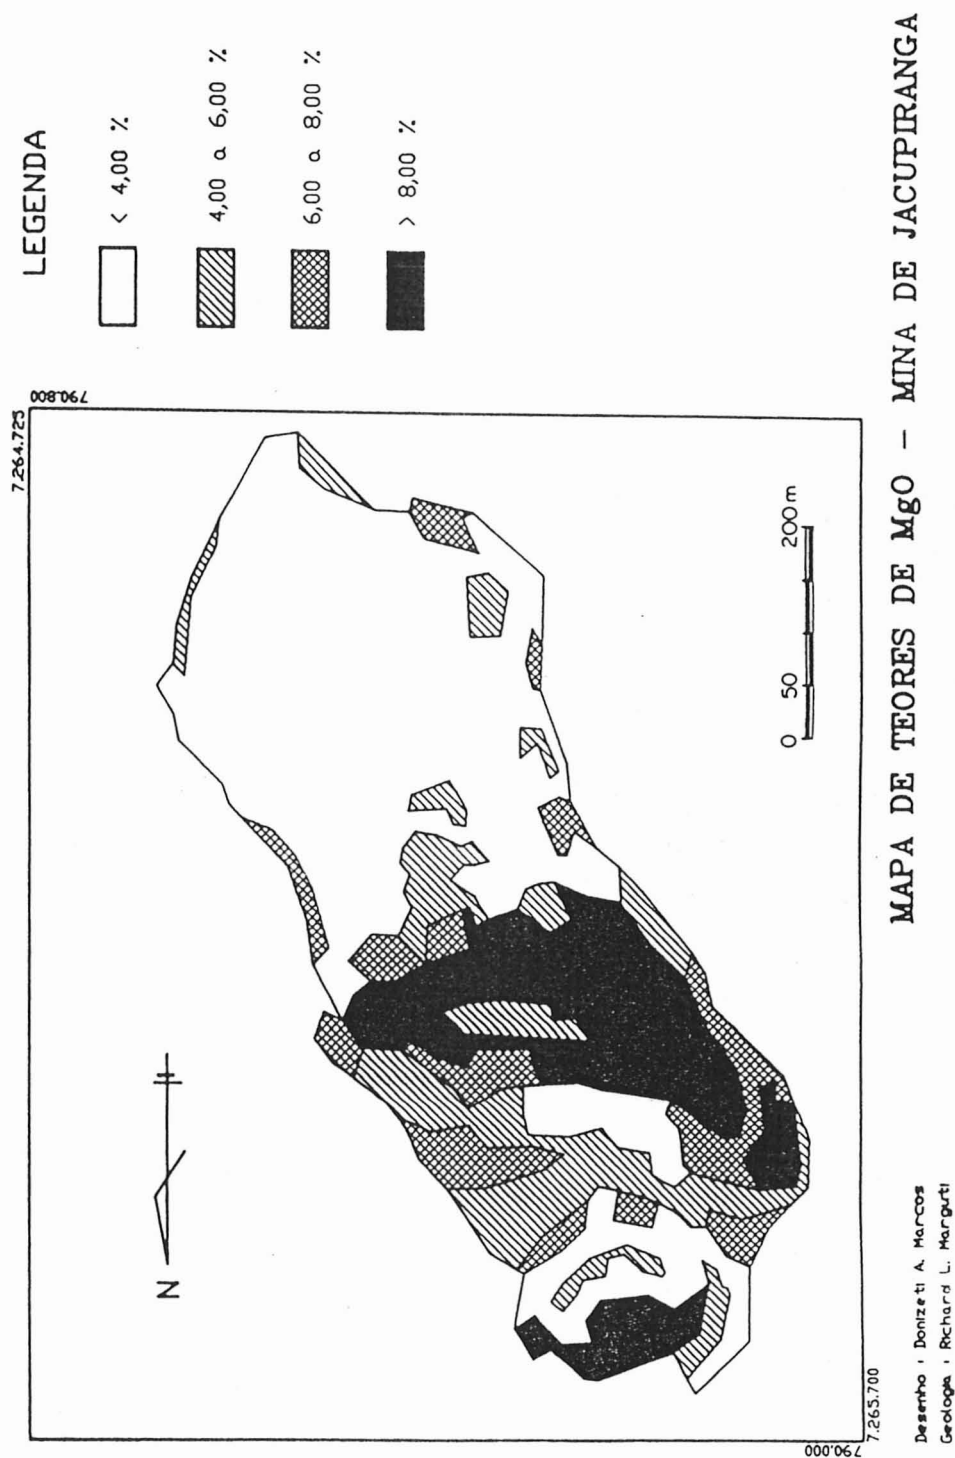 LEGENDA
< 4,00 %
4,00 a 6,00 %
6,00 a 8,00 %
> 8,00 %
7.264.725
790.800
N
0 50 200 m
790.000
7.265.700
MAPA DE TEORES DE MgO - MINA DE JACUPIRANGA
Desenho : Donizeti A. Marcos
Geologia : Richard L. Marguti